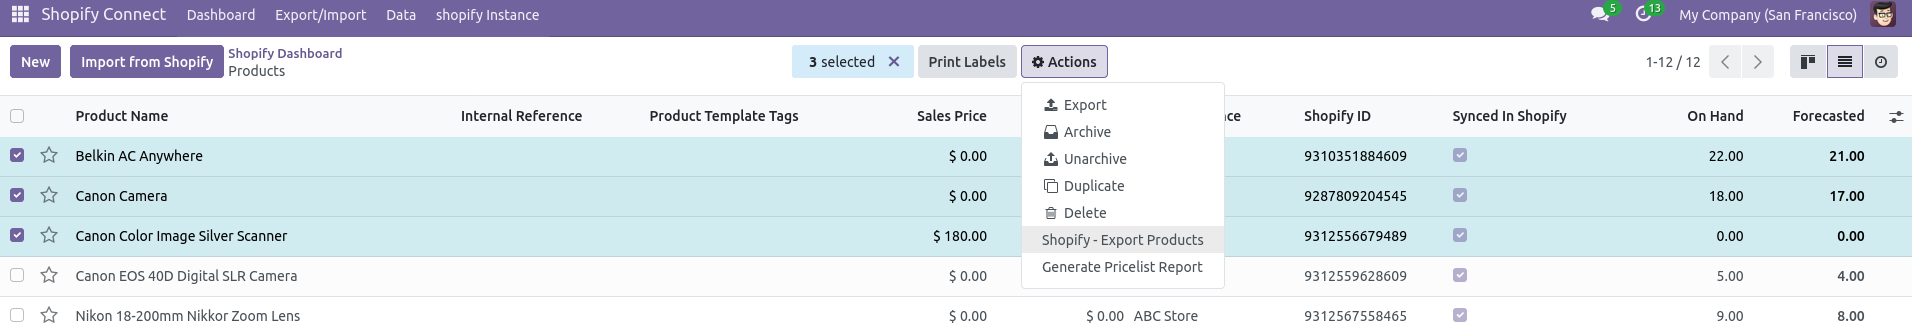 Shopify Connect Dashboard Export/Import Data shopify Instance 5 13 My Company (San Francisco)
New Import from Shopify Shopify Dashboard
Products
3 selected Print Labels Actions 1-12 / 12
Product Name Internal Reference Product Template Tags Sales Price ce Shopify ID Synced In Shopify On Hand Forecasted
Belkin AC Anywhere $ 0.00 9310351884609 22.00 21.00
Canon Camera $ 0.00 9287809204545 18.00 17.00
Canon Color Image Silver Scanner $ 180.00 9312556679489 0.00 0.00
Canon EOS 40D Digital SLR Camera $ 0.00 9312559628609 5.00 4.00
Nikon 18-200mm Nikkor Zoom Lens $ 0.00 $ 0.00 ABC Store 9312567558465 9.00 8.00
Export
Archive
Unarchive
Duplicate
Delete
Shopify - Export Products
Generate Pricelist Report